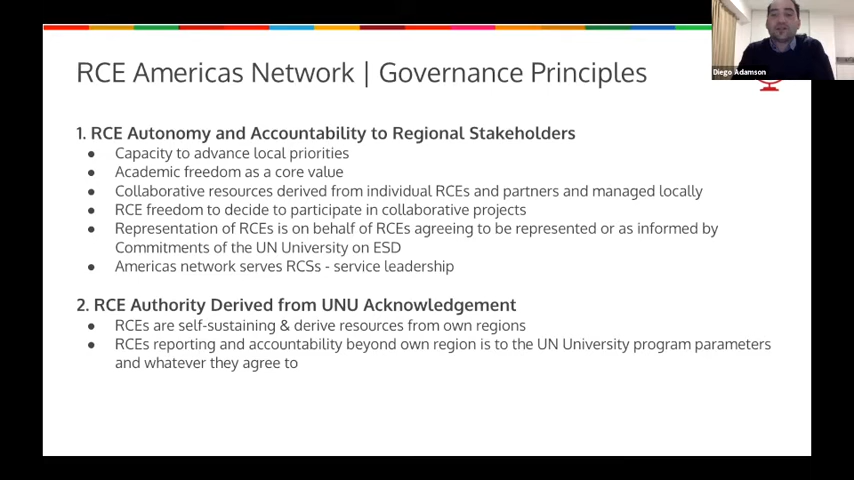 Diego Adamson
RCE Americas Network | Governance Principles
1. RCE Autonomy and Accountability to Regional Stakeholders
● Capacity to advance local priorities
● Academic freedom as a core value
● Collaborative resources derived from individual RCEs and partners and managed locally
● RCE freedom to decide to participate in collaborative projects
● Representation of RCEs is on behalf of RCEs agreeing to be represented or as informed by
Commitments of the UN University on ESD
● Americas network serves RCSs - service leadership
2. RCE Authority Derived from UNU Acknowledgement
● RCEs are self-sustaining & derive resources from own regions
● RCEs reporting and accountability beyond own region is to the UN University program parameters
and whatever they agree to